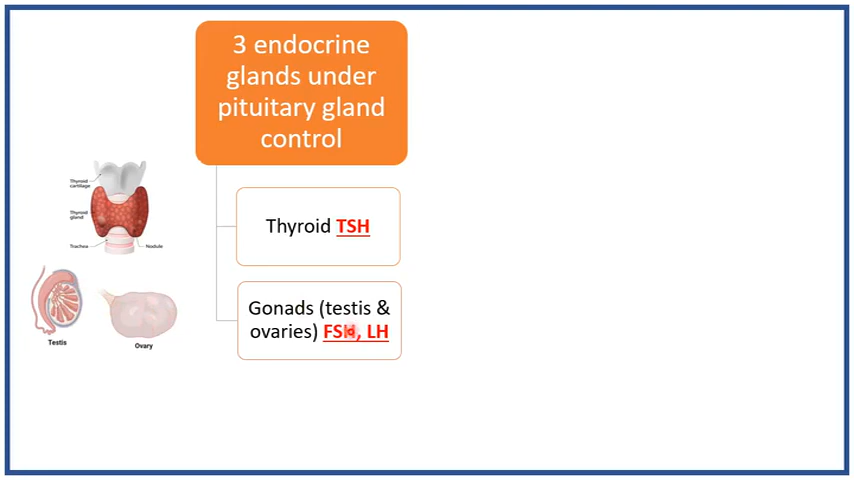 3 endocrine
glands under
pituitary gland
control
Thyroid
cartilage
Thyroid
gland
Trachea
Nodule
Thyroid TSH
Gonads (testis &
ovaries) FSH, LH
Testis
Ovary